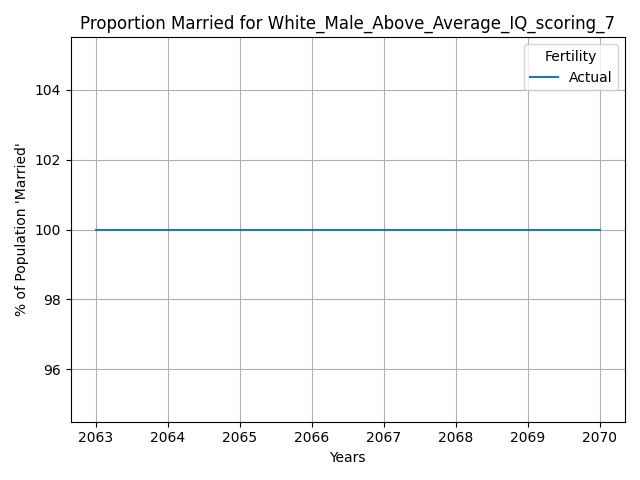 Proportion Married for White_Male_Above_Average_IQ_scoring_7
Fertility
Actual
% of Population 'Married'
104
102
100
98
96
2063 2064 2065 2066 2067 2068 2069 2070
Years